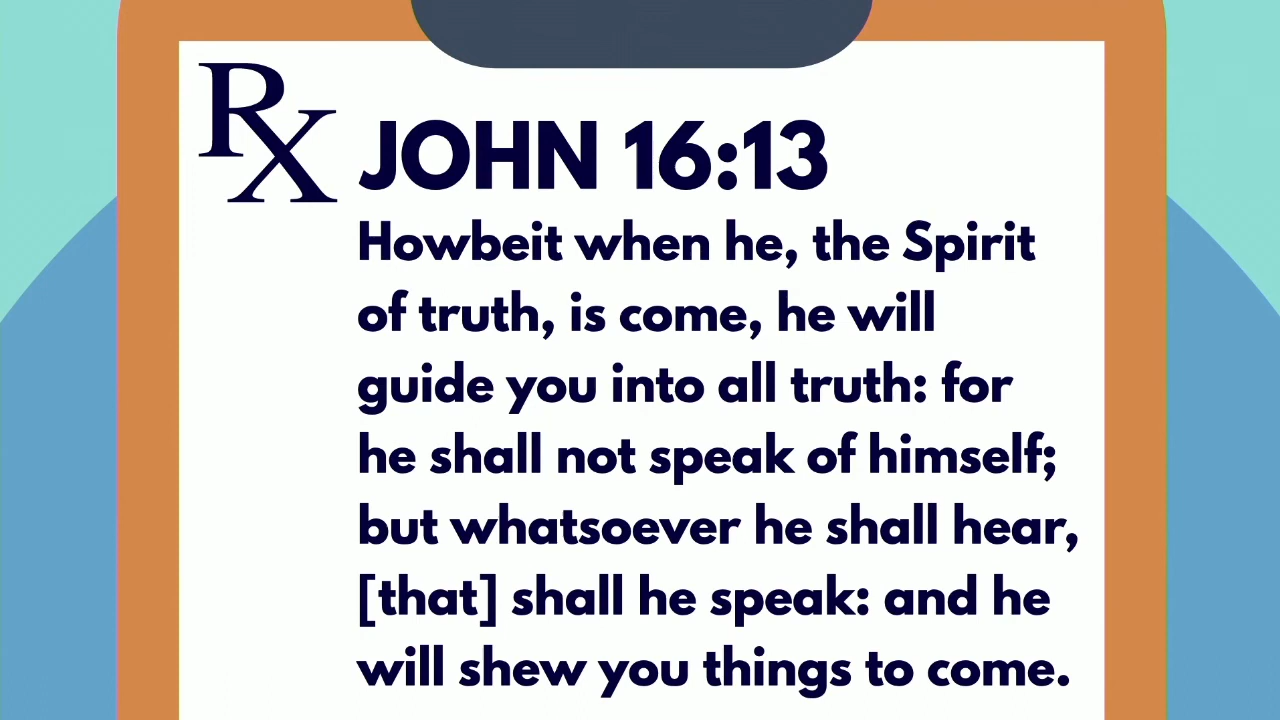 Rx
JOHN 16:13
Howbeit when he, the Spirit
of truth, is come, he will
guide you into all truth: for
he shall not speak of himself;
but whatsoever he shall hear,
[that] shall he speak: and he
will shew you things to come.